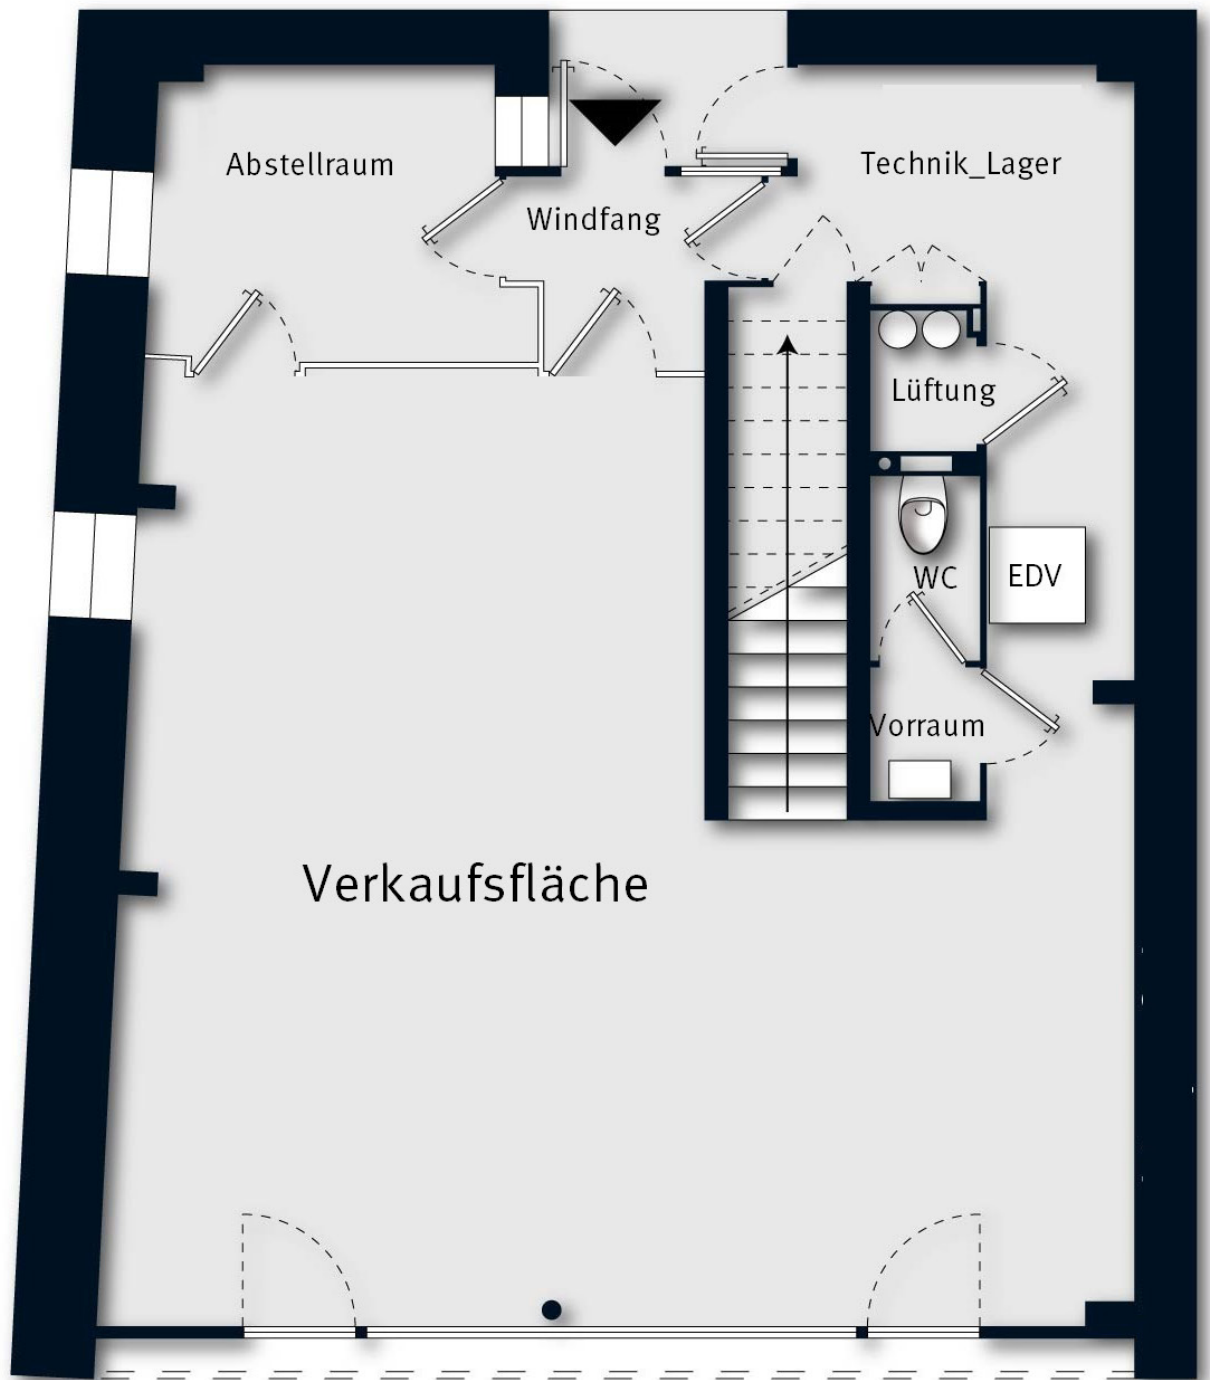 Abstellraum
Technik_Lager
Windfang
Lüftung
WC
EDV
Vorraum
Verkaufsfläche